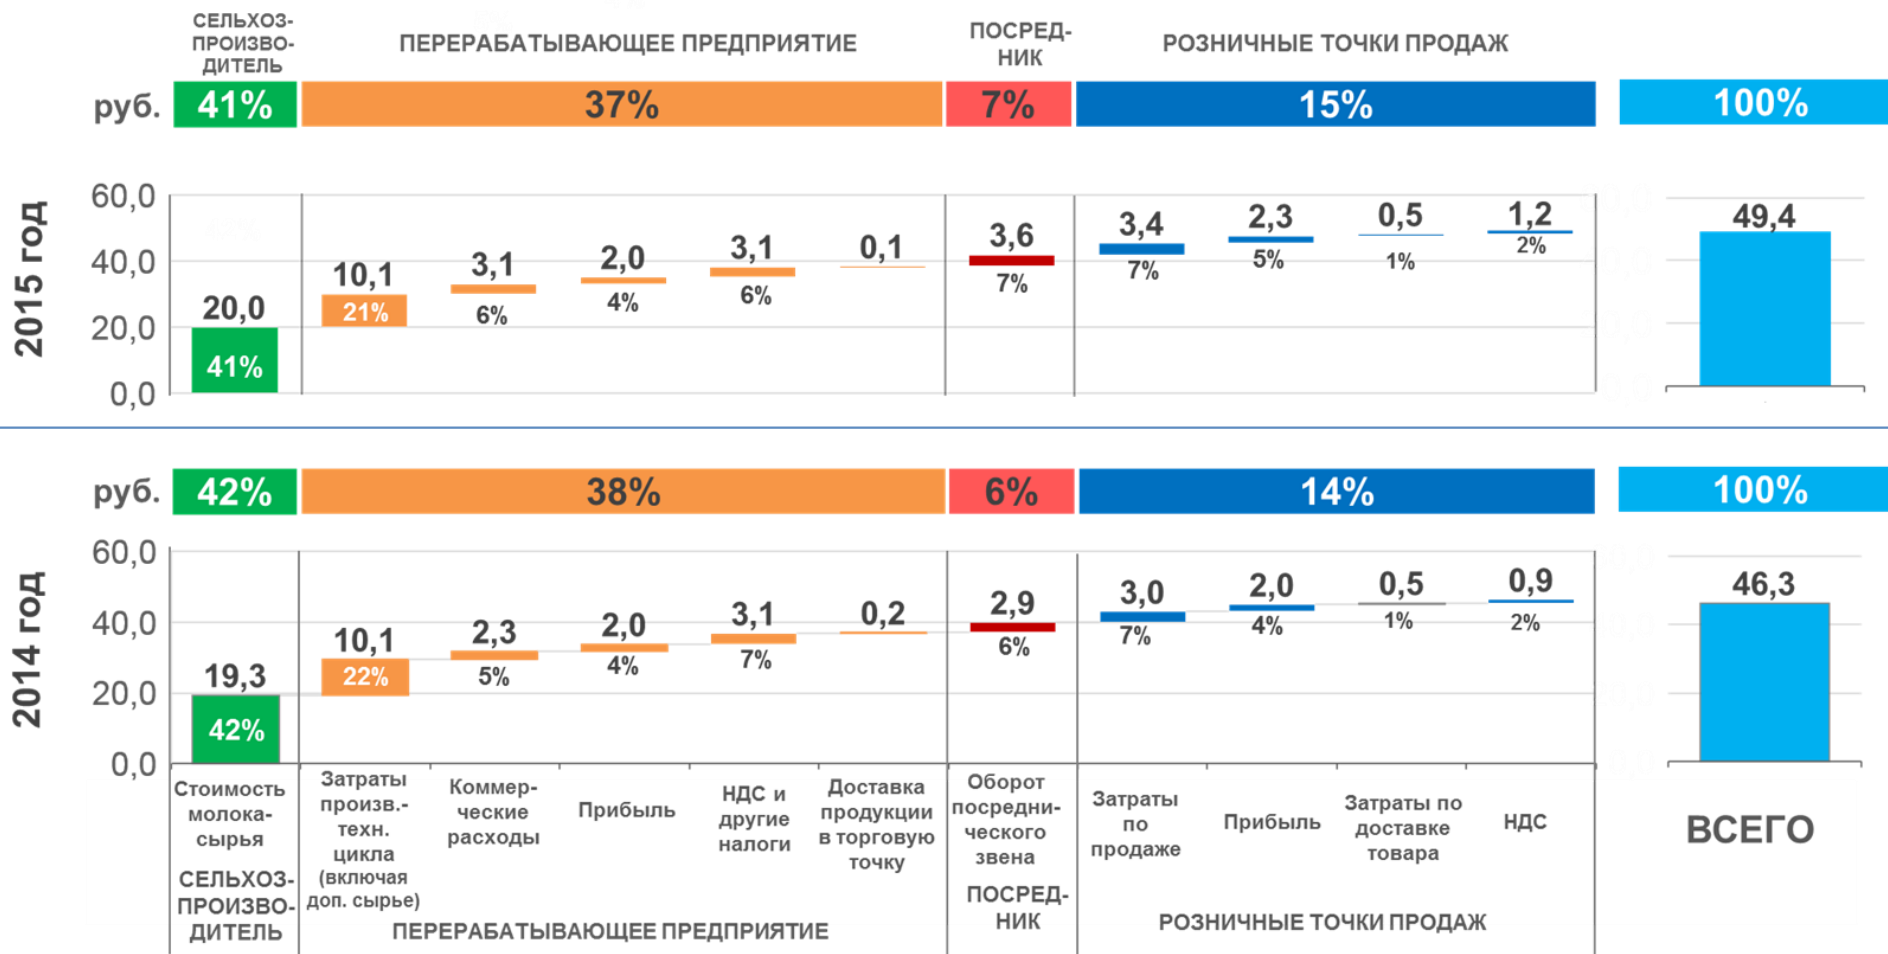 СЕЛЬХОЗ-
ПРОИЗВО-
ДИТЕЛЬ
ПЕРЕРАБАТЫВАЮЩЕЕ ПРЕДПРИЯТИЕ
ПОСРЕД-
НИК
РОЗНИЧНЫЕ ТОЧКИ ПРОДАЖ
руб.
41%
37%
7%
15%
100%
2015 год
60,0
40,0
20,0
0,0
20,0
41%
10,1
21%
3,1
6%
2,0
4%
3,1
6%
0,1
3,6
7%
3,4
7%
2,3
5%
0,5
1%
1,2
2%
49,4
руб.
42%
38%
6%
14%
100%
2014 год
60,0
40,0
20,0
0,0
19,3
42%
10,1
22%
2,3
5%
2,0
4%
3,1
7%
0,2
2,9
6%
3,0
7%
2,0
4%
0,5
1%
0,9
2%
46,3
Стоимость
молока-
сырья
Затраты
произв.-
техн.
цикла
(включая
доп. сырье)
Коммер-
ческие
расходы
Прибыль
НДС и
другие
налоги
Доставка
продукции
в торговую
точку
Оборот
посредни-
ческого
звена
Затраты
по
продаже
Прибыль
Затраты по
доставке
товара
НДС
ВСЕГО
СЕЛЬХОЗ-
ПРОИЗВО-
ДИТЕЛЬ
ПЕРЕРАБАТЫВАЮЩЕЕ ПРЕДПРИЯТИЕ
ПОСРЕД-
НИК
РОЗНИЧНЫЕ ТОЧКИ ПРОДАЖ